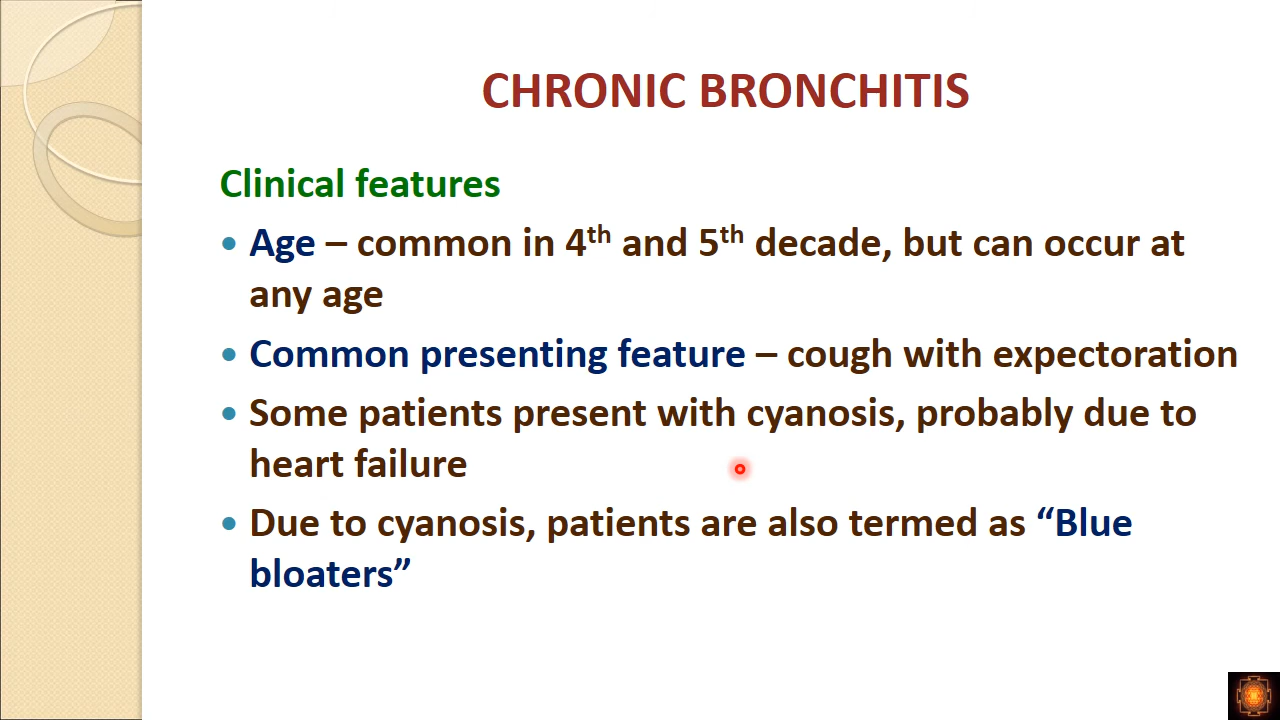 CHRONIC BRONCHITIS
Clinical features
• Age – common in 4th and 5th decade, but can occur at
any age
• Common presenting feature – cough with expectoration
• Some patients present with cyanosis, probably due to
heart failure
• Due to cyanosis, patients are also termed as “Blue
bloaters”